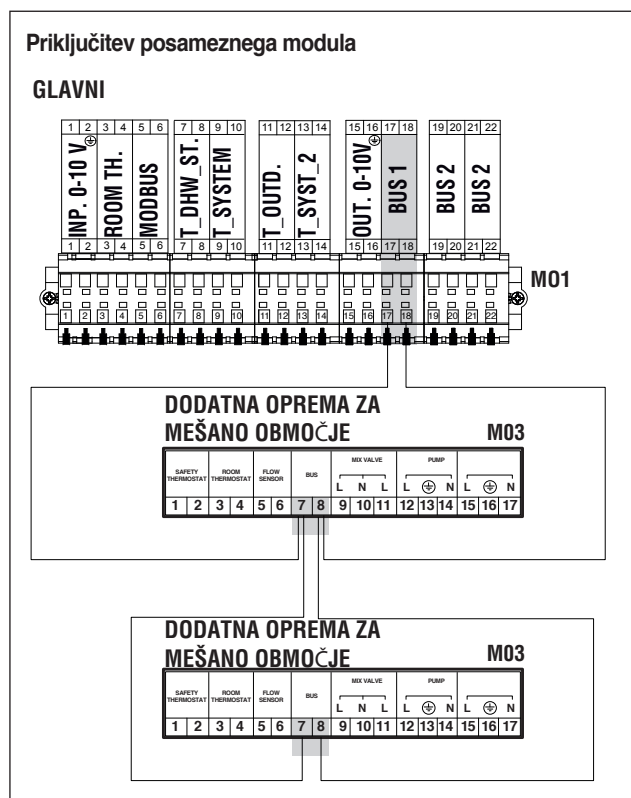 Priključitev posameznega modula
GLAVNI
1 2 3 4 5 6 7 8 9 10 11 12 13 14 15 16 17 18 19 20 21 22
INP. 0-10 V
ROOM TH.
MODBUS
T_DHW_ST.
T_SYSTEM
T_OUTD.
T_SYST_2
OUT. 0-10V
BUS 1
BUS 2
BUS 2
1 2 3 4 5 6 7 8 9 10 11 12 13 14 15 16 17 18 19 20 21 22
M01
1 2 3 4 5 6 7 8 9 10 11 12 13 14 15 16 17 18 19 20 21 22
DODATNA OPREMA ZA
MEŠANO OBMOČJE M03
SAFETY THERMOSTAT ROOM THERMOSTAT FLOW SENSOR BUS MIX VALVE PUMP
L N L L N L N
1 2 3 4 5 6 7 8 9 10 11 12 13 14 15 16 17
DODATNA OPREMA ZA
MEŠANO OBMOČJE M03
SAFETY THERMOSTAT ROOM THERMOSTAT FLOW SENSOR BUS MIX VALVE PUMP
L N L L N L N
1 2 3 4 5 6 7 8 9 10 11 12 13 14 15 16 17